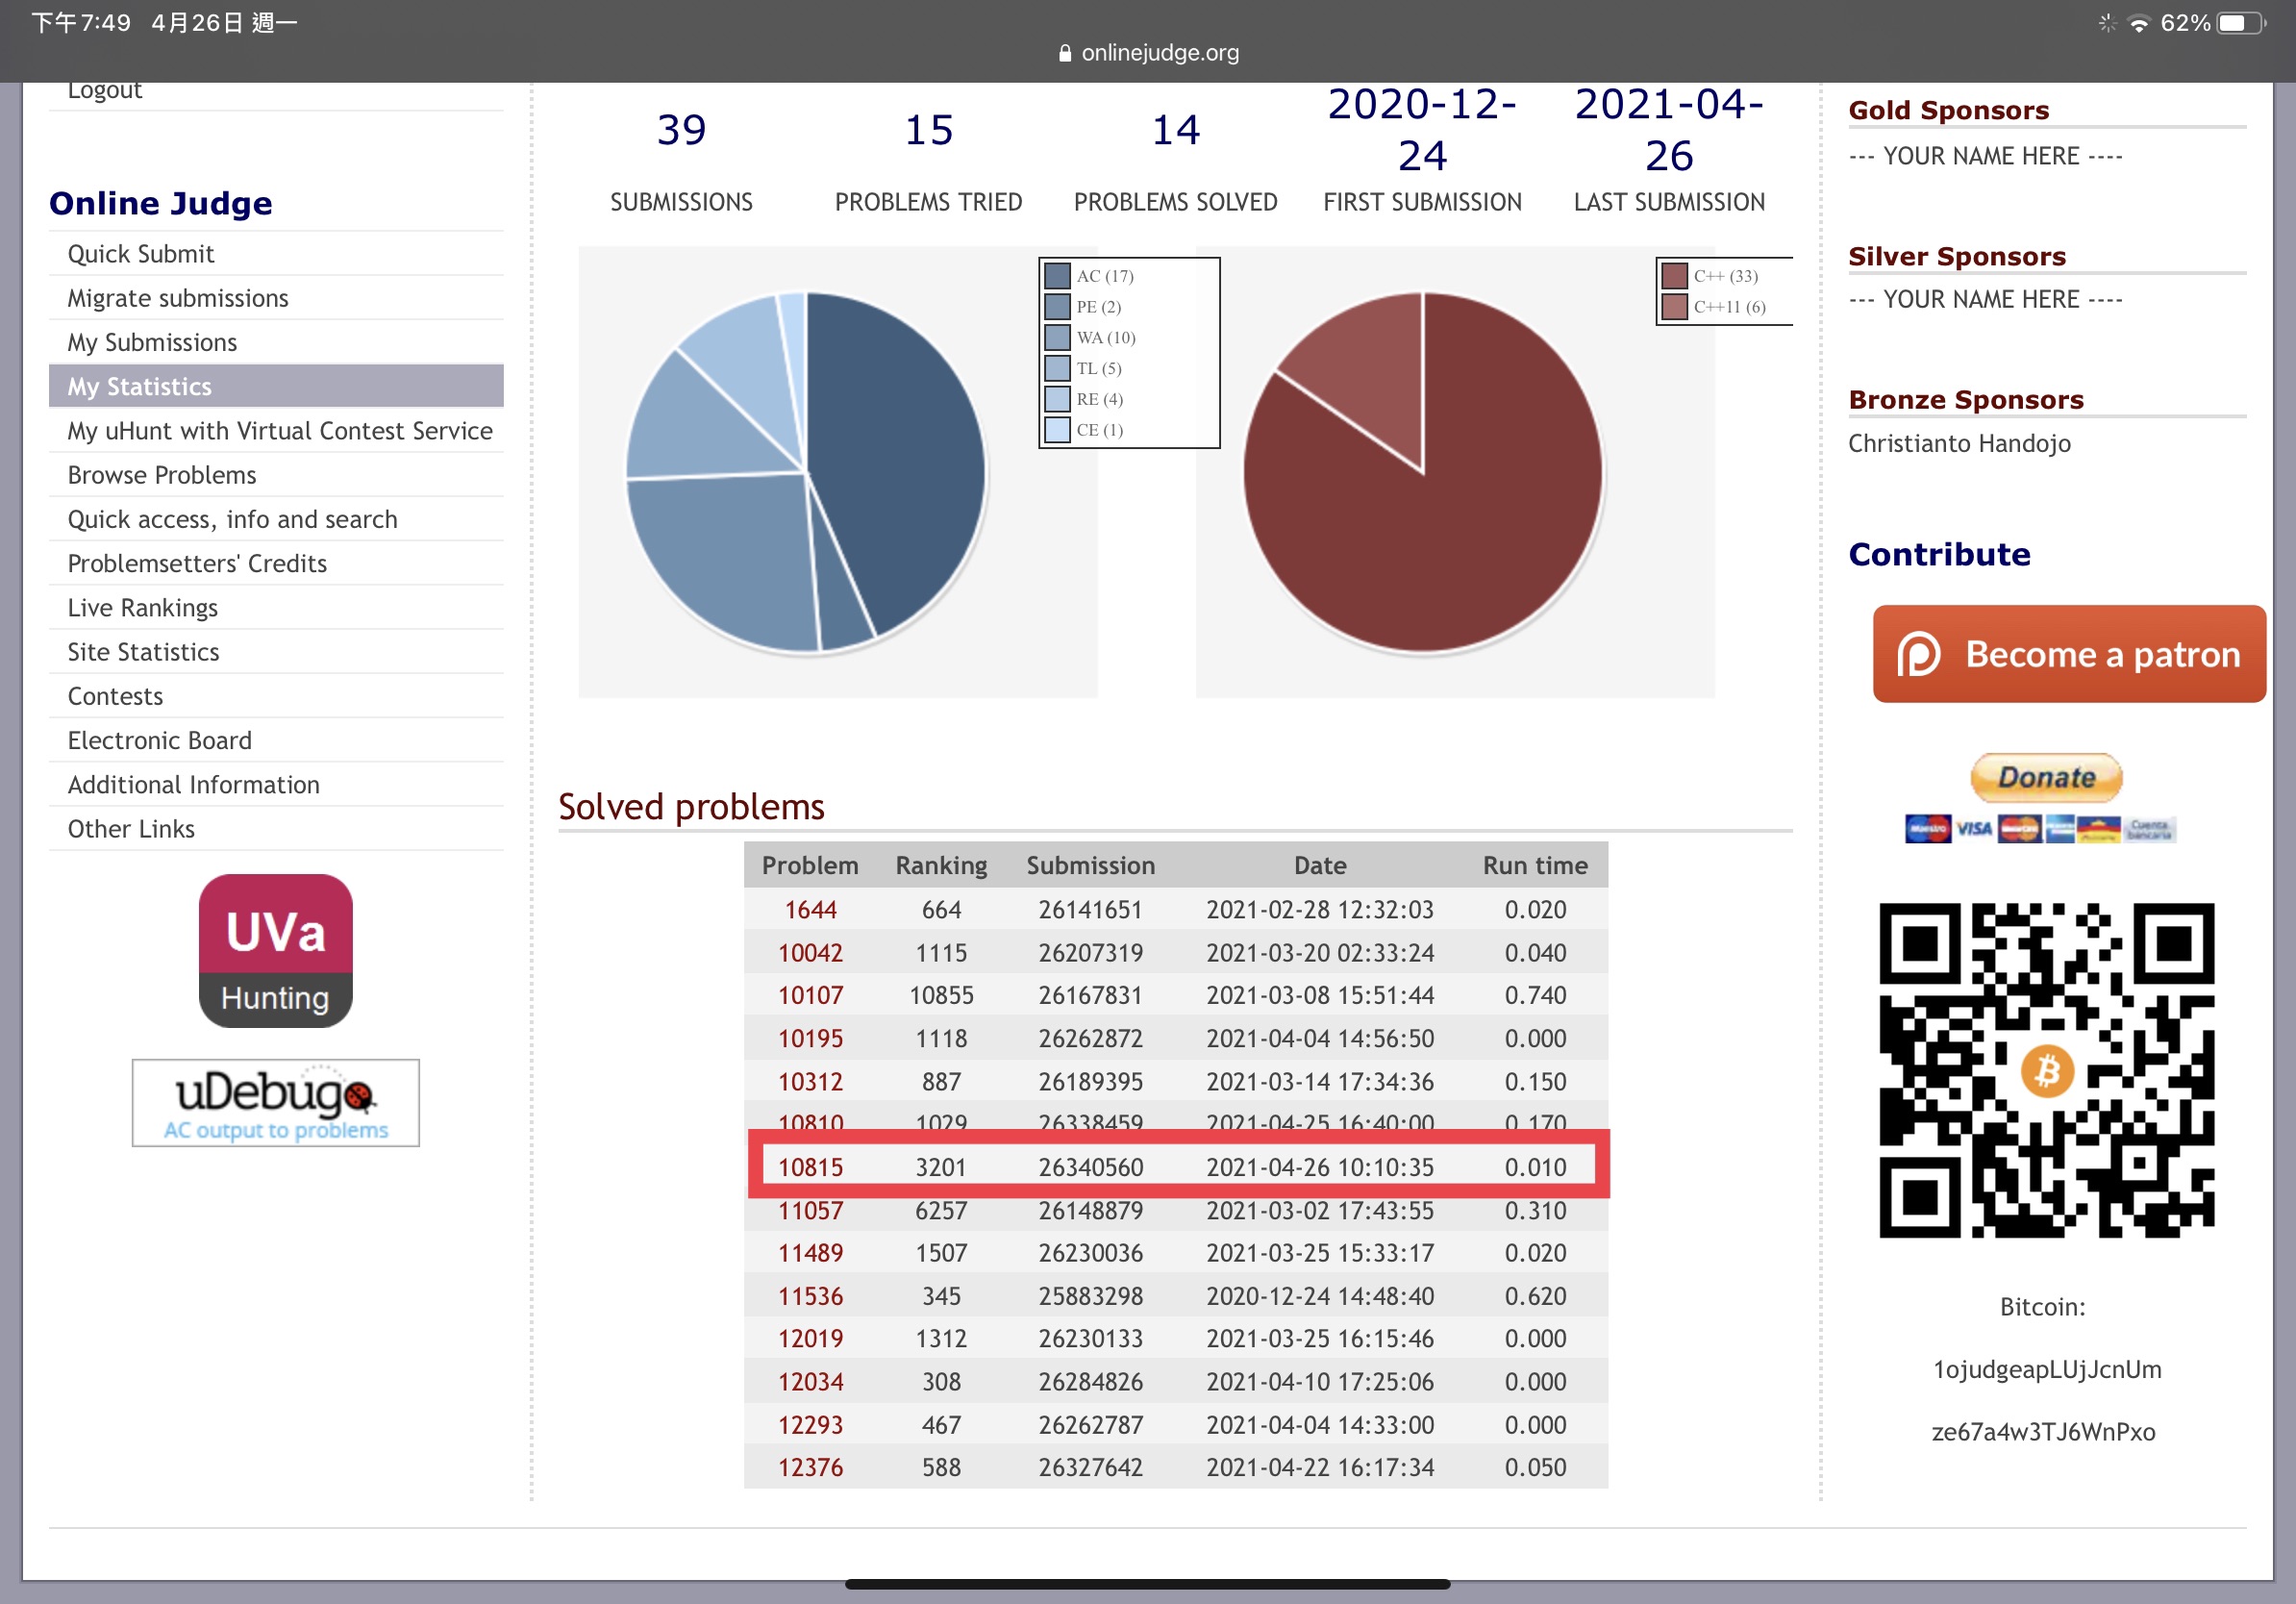 下午7:49 4月26日 週一
62%
onlinejudge.org
Logout
Online Judge
Quick Submit
Migrate submissions
My Submissions
My Statistics
My uHunt with Virtual Contest Service
Browse Problems
Quick access, info and search
Problemsetters' Credits
Live Rankings
Site Statistics
Contests
Electronic Board
Additional Information
Other Links
UVa
Hunting
uDebug
AC output to problems
39 15 14 2020-12-24 2021-04-26
SUBMISSIONS PROBLEMS TRIED PROBLEMS SOLVED FIRST SUBMISSION LAST SUBMISSION
AC (17)
PE (2)
WA (10)
TL (5)
RE (4)
CE (1)
C++ (33)
C++11 (6)
Solved problems
Problem Ranking Submission Date Run time
1644 664 26141651 2021-02-28 12:32:03 0.020
10042 1115 26207319 2021-03-20 02:33:24 0.040
10107 10855 26167831 2021-03-08 15:51:44 0.740
10195 1118 26262872 2021-04-04 14:56:50 0.000
10312 887 26189395 2021-03-14 17:34:36 0.150
10810 1029 26338459 2021-04-25 16:40:00 0.170
10815 3201 26340560 2021-04-26 10:10:35 0.010
11057 6257 26148879 2021-03-02 17:43:55 0.310
11489 1507 26230036 2021-03-25 15:33:17 0.020
11536 345 25883298 2020-12-24 14:48:40 0.620
12019 1312 26230133 2021-03-25 16:15:46 0.000
12034 308 26284826 2021-04-10 17:25:06 0.000
12293 467 26262787 2021-04-04 14:33:00 0.000
12376 588 26327642 2021-04-22 16:17:34 0.050
Gold Sponsors
--- YOUR NAME HERE ----
Silver Sponsors
--- YOUR NAME HERE ----
Bronze Sponsors
Christianto Handojo
Contribute
Become a patron
Donate
Maestro VISA Cuenta bancaria
Bitcoin:
1ojudgeapLUjJcnUm
ze67a4w3TJ6WnPxo